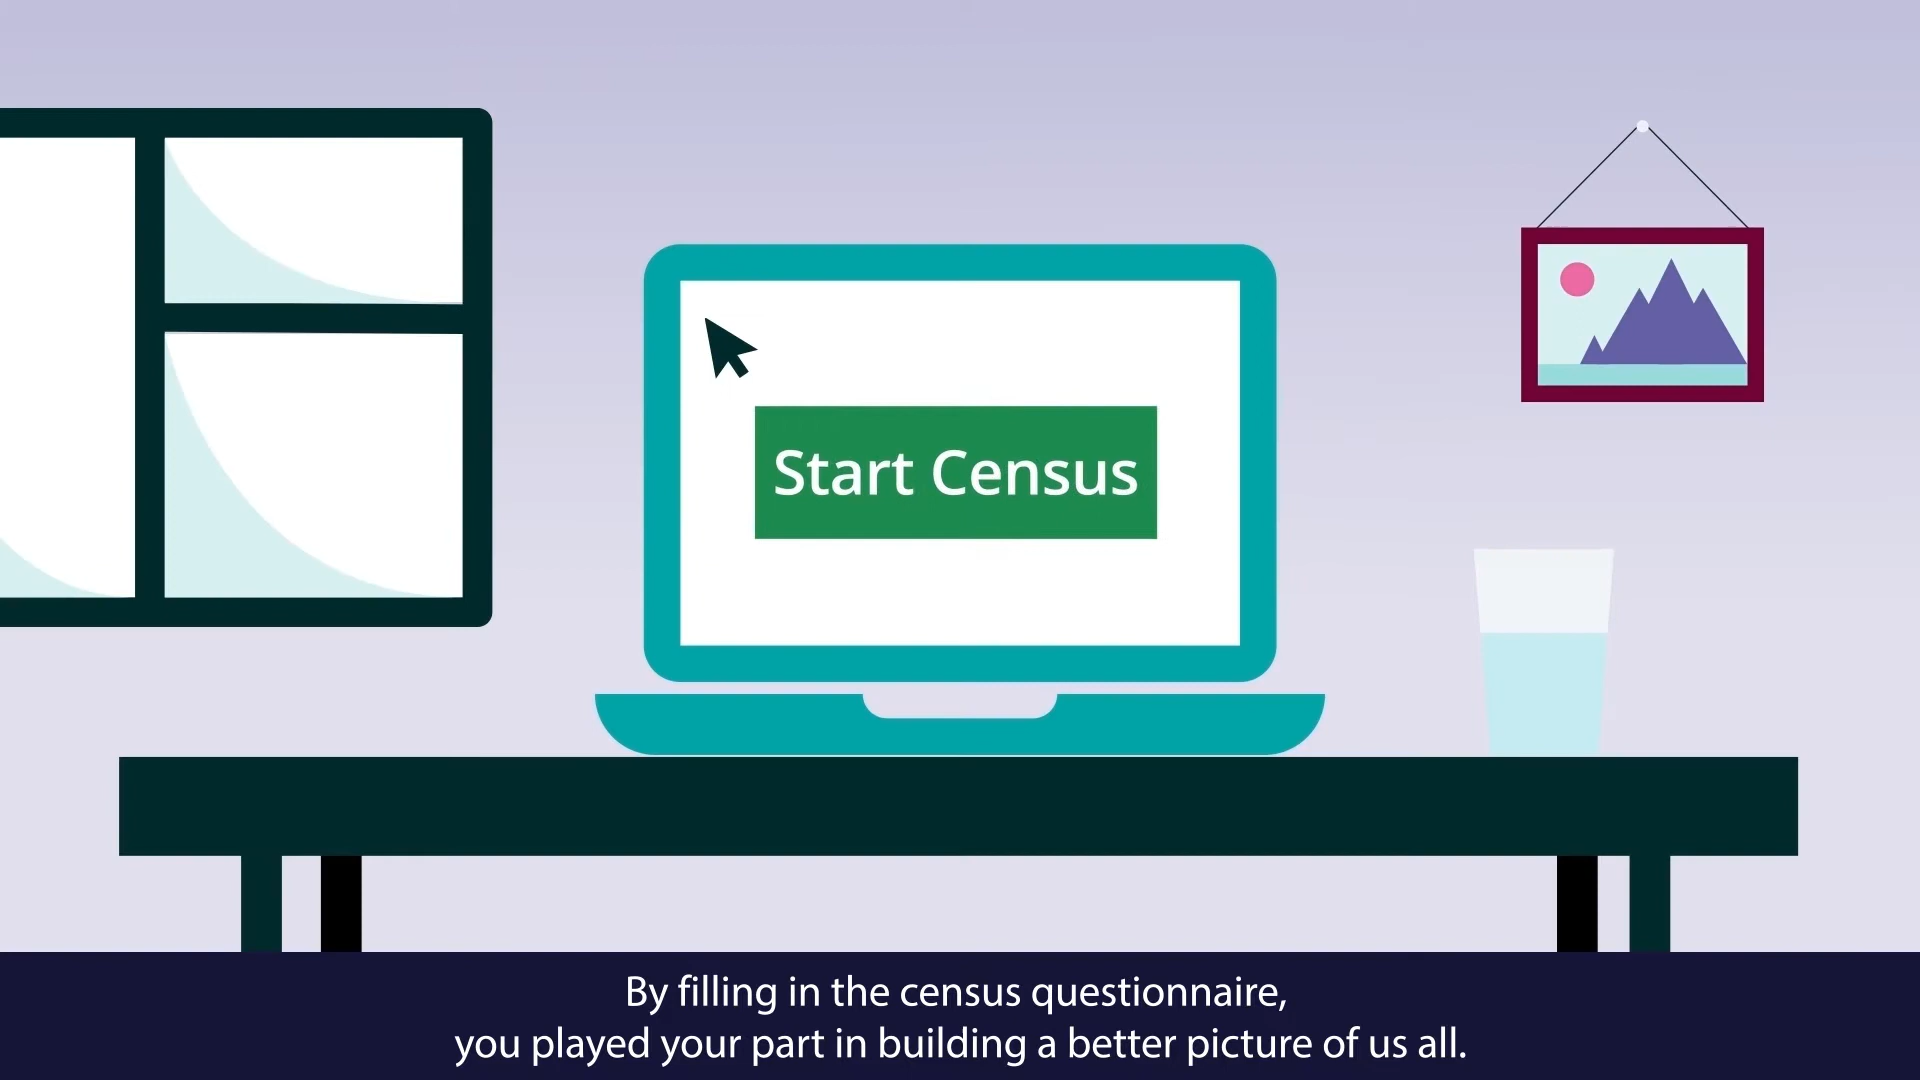 Start Census
By filling in the census questionnaire,
you played your part in building a better picture of us all.